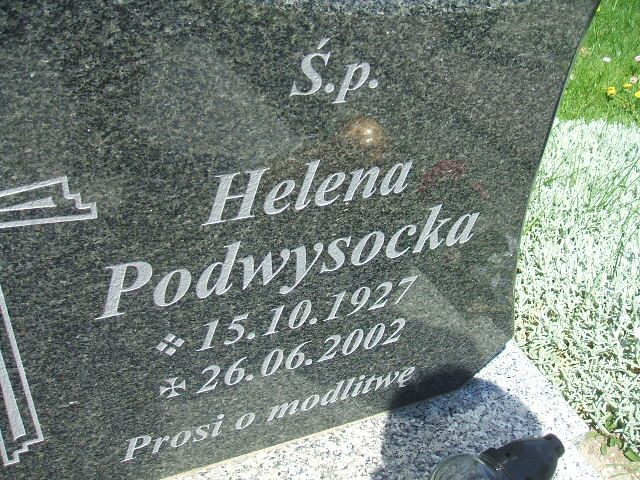 Ś.p.
Helena
Podwysocka
15.10.1927
26.06.2002
Prosi o modlitwę